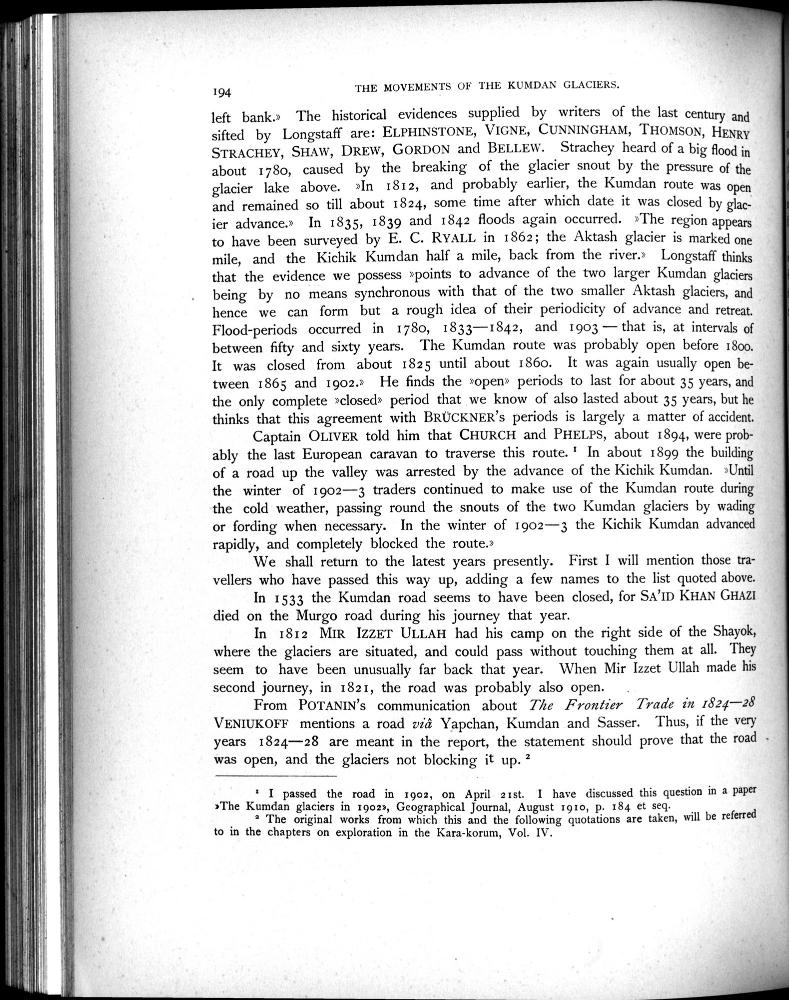 194
THE MOVEMENTS OF THE KUMDAN GLACIERS.
left bank.» The historical evidences supplied by writers of the last century and
sifted by Longstaff are: ELPHINSTONE, VIGNE, CUNNINGHAM, THOMSON, HENRY
STRACHEY, SHAW, DREW, GORDON and BELLEW. Strachey heard of a big flood in
about 1780, caused by the breaking of the glacier snout by the pressure of the
glacier lake above. »In 1812, and probably earlier, the Kumdan route was open
and remained so till about 1824, some time after which date it was closed by glac-
ier advance.» In 1835, 1839 and 1842 floods again occurred. »The region appears
to have been surveyed by E. C. RYALL in 1862; the Aktash glacier is marked one
mile, and the Kichik Kumdan half a mile, back from the river.» Longstaff thinks
that the evidence we possess »points to advance of the two larger Kumdan glaciers
being by no means synchronous with that of the two smaller Aktash glaciers, and
hence we can form but a rough idea of their periodicity of advance and retreat.
Flood-periods occurred in 1780, 1833—1842, and 1903 — that is, at intervals of
between fifty and sixty years. The Kumdan route was probably open before 1800.
It was closed from about 1825 until about 1860. It was again usually open be-
tween 1865 and 1902.» He finds the »open» periods to last for about 35 years, and
the only complete »closed» period that we know of also lasted about 35 years, but he
thinks that this agreement with BRÜCKNER's periods is largely a matter of accident.
Captain OLIVER told him that CHURCH and PHELPS, about 1894, were prob-
ably the last European caravan to traverse this route. ¹ In about 1899 the building
of a road up the valley was arrested by the advance of the Kichik Kumdan. »Until
the winter of 1902—3 traders continued to make use of the Kumdan route during
the cold weather, passing round the snouts of the two Kumdan glaciers by wading
or fording when necessary. In the winter of 1902—3 the Kichik Kumdan advanced
rapidly, and completely blocked the route.»
We shall return to the latest years presently. First I will mention those tra-
vellers who have passed this way up, adding a few names to the list quoted above.
In 1533 the Kumdan road seems to have been closed, for SA'ID KHAN GHAZI
died on the Murgo road during his journey that year.
In 1812 MIR IZZET ULLAH had his camp on the right side of the Shayok,
where the glaciers are situated, and could pass without touching them at all. They
seem to have been unusually far back that year. When Mir Izzet Ullah made his
second journey, in 1821, the road was probably also open.
From POTANIN's communication about The Frontier Trade in 1824—28
VENIUKOFF mentions a road viâ Yapchan, Kumdan and Sasser. Thus, if the very
years 1824—28 are meant in the report, the statement should prove that the road
was open, and the glaciers not blocking it up. ²
¹ I passed the road in 1902, on April 21st. I have discussed this question in a paper
»The Kumdan glaciers in 1902», Geographical Journal, August 1910, p. 184 et seq.
² The original works from which this and the following quotations are taken, will be referred
to in the chapters on exploration in the Kara-korum, Vol. IV.